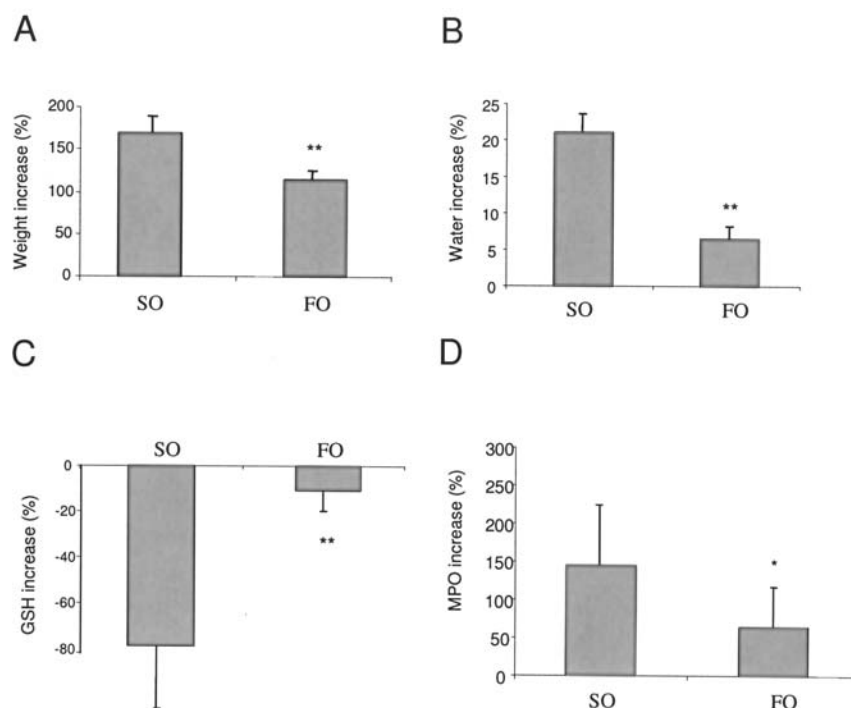 A
Weight increase (%)
200
150
100
50
0
**
SO FO
B
Water increase (%)
25
20
15
10
5
0
**
SO FO
C
GSH increase (%)
SO FO
0
-20
-40
-60
-80
**
D
MPO increase (%)
300
250
200
150
100
50
0
*
SO FO